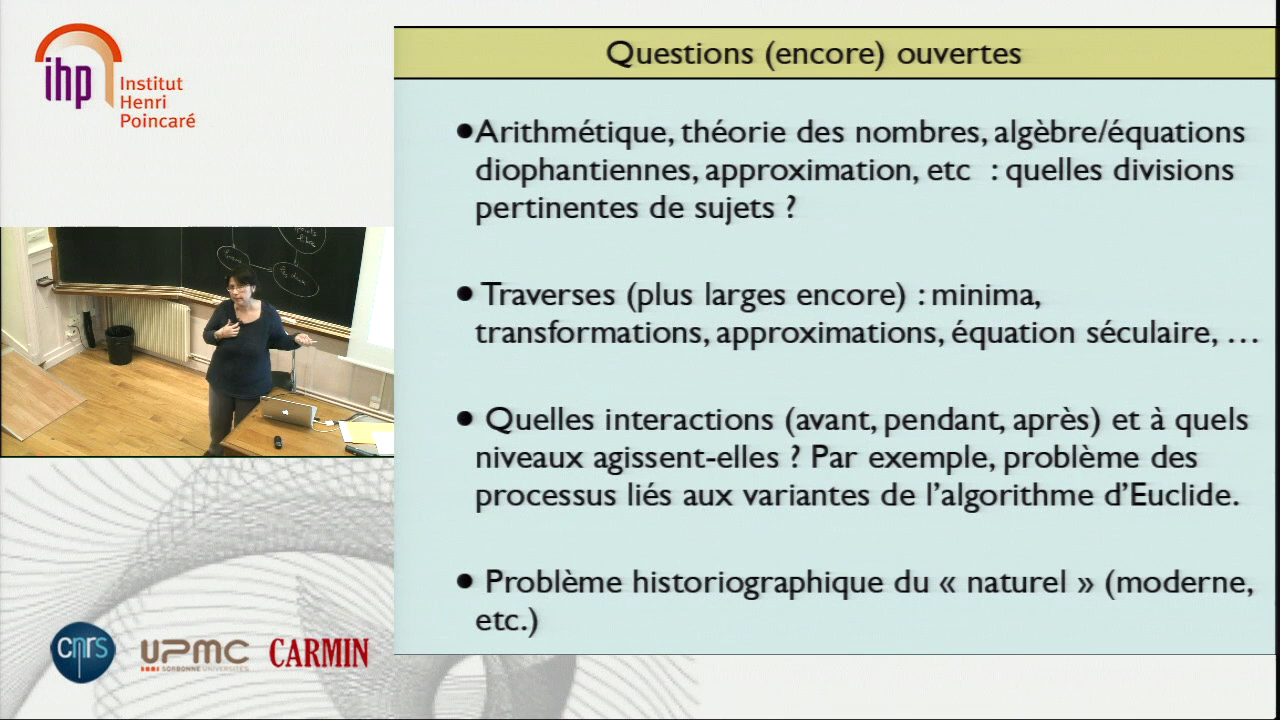 ihp
Institut
Henri
Poincaré
Questions (encore) ouvertes
●Arithmétique, théorie des nombres, algèbre/équations
diophantiennes, approximation, etc : quelles divisions
pertinentes de sujets ?
● Traverses (plus larges encore) : minima,
transformations, approximations, équation séculaire, …
● Quelles interactions (avant, pendant, après) et à quels
niveaux agissent-elles ? Par exemple, problème des
processus liés aux variantes de l’algorithme d’Euclide.
● Problème historiographique du « naturel » (moderne,
etc.)
cnrs
UPMC
SORBONNE UNIVERSITÉS
CARMIN